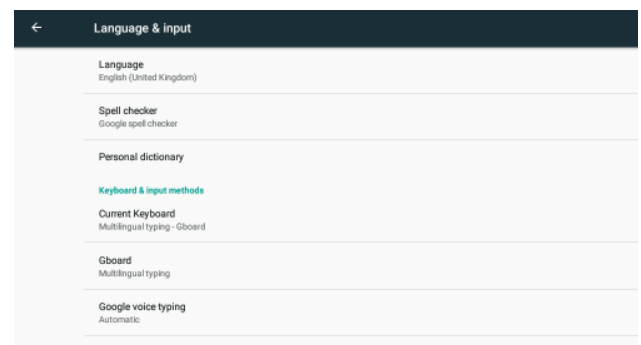 Language & input
Language
English (United Kingdom)
Spell checker
Google spell checker
Personal dictionary
Keyboard & input methods
Current Keyboard
Multilingual typing - Gboard
Gboard
Multilingual typing
Google voice typing
Automatic